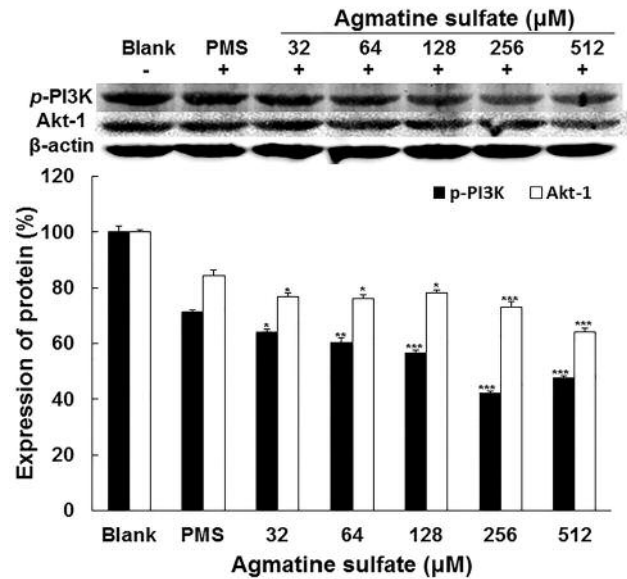 Agmatine sulfate (µM)
Blank PMS 32 64 128 256 512
- + + + + + +
p-PI3K
Akt-1
β-actin
p-PI3K Akt-1
Expression of protein (%)
120
100
80
60
40
20
0
* * ** * *** * *** *** *** ***
Blank PMS 32 64 128 256 512
Agmatine sulfate (µM)